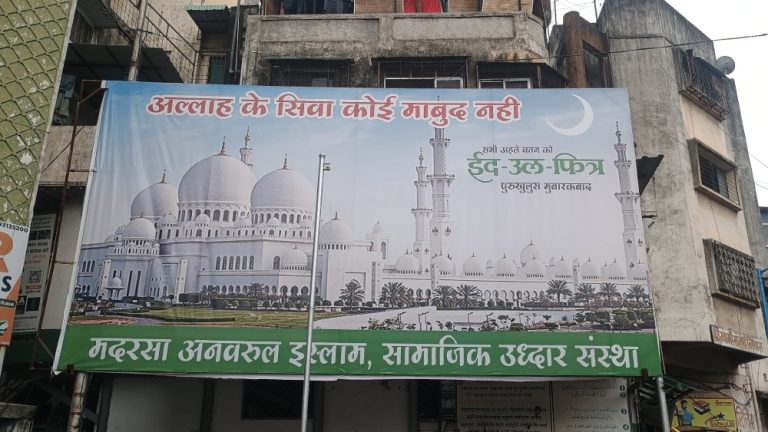 अल्लाह के सिवा कोई माबुद नही
सभी अहले वतन को
ईद-उल-फित्र
पुरखुलुस मुबारकबाद
मदरसा अनवरुल इस्लाम, सामाजिक उध्दार संस्था